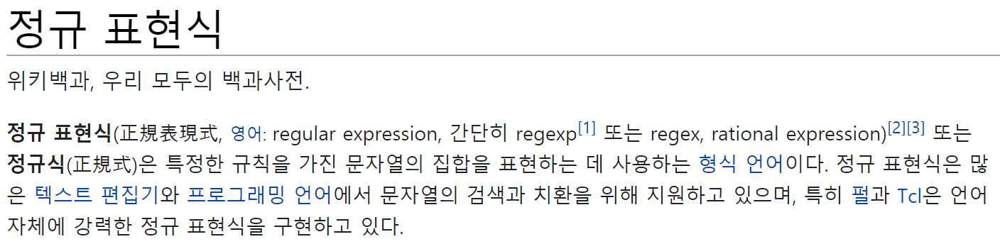 정규 표현식
위키백과, 우리 모두의 백과사전.
정규 표현식(正規表現式, 영어: regular expression, 간단히 regexp[1] 또는 regex, rational expression)[2][3] 또는
정규식(正規式)은 특정한 규칙을 가진 문자열의 집합을 표현하는 데 사용하는 형식 언어이다. 정규 표현식은 많
은 텍스트 편집기와 프로그래밍 언어에서 문자열의 검색과 치환을 위해 지원하고 있으며, 특히 펄과 Tcl은 언어
자체에 강력한 정규 표현식을 구현하고 있다.